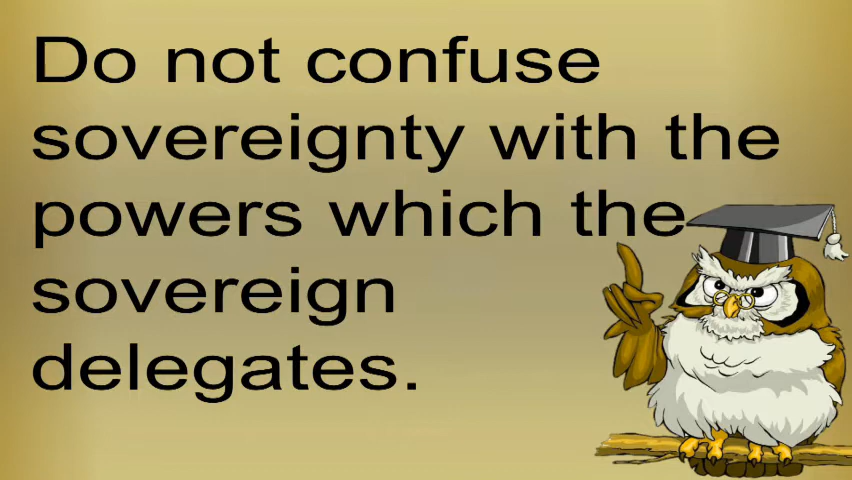 Do not confuse
sovereignty with the
powers which the
sovereign
delegates.